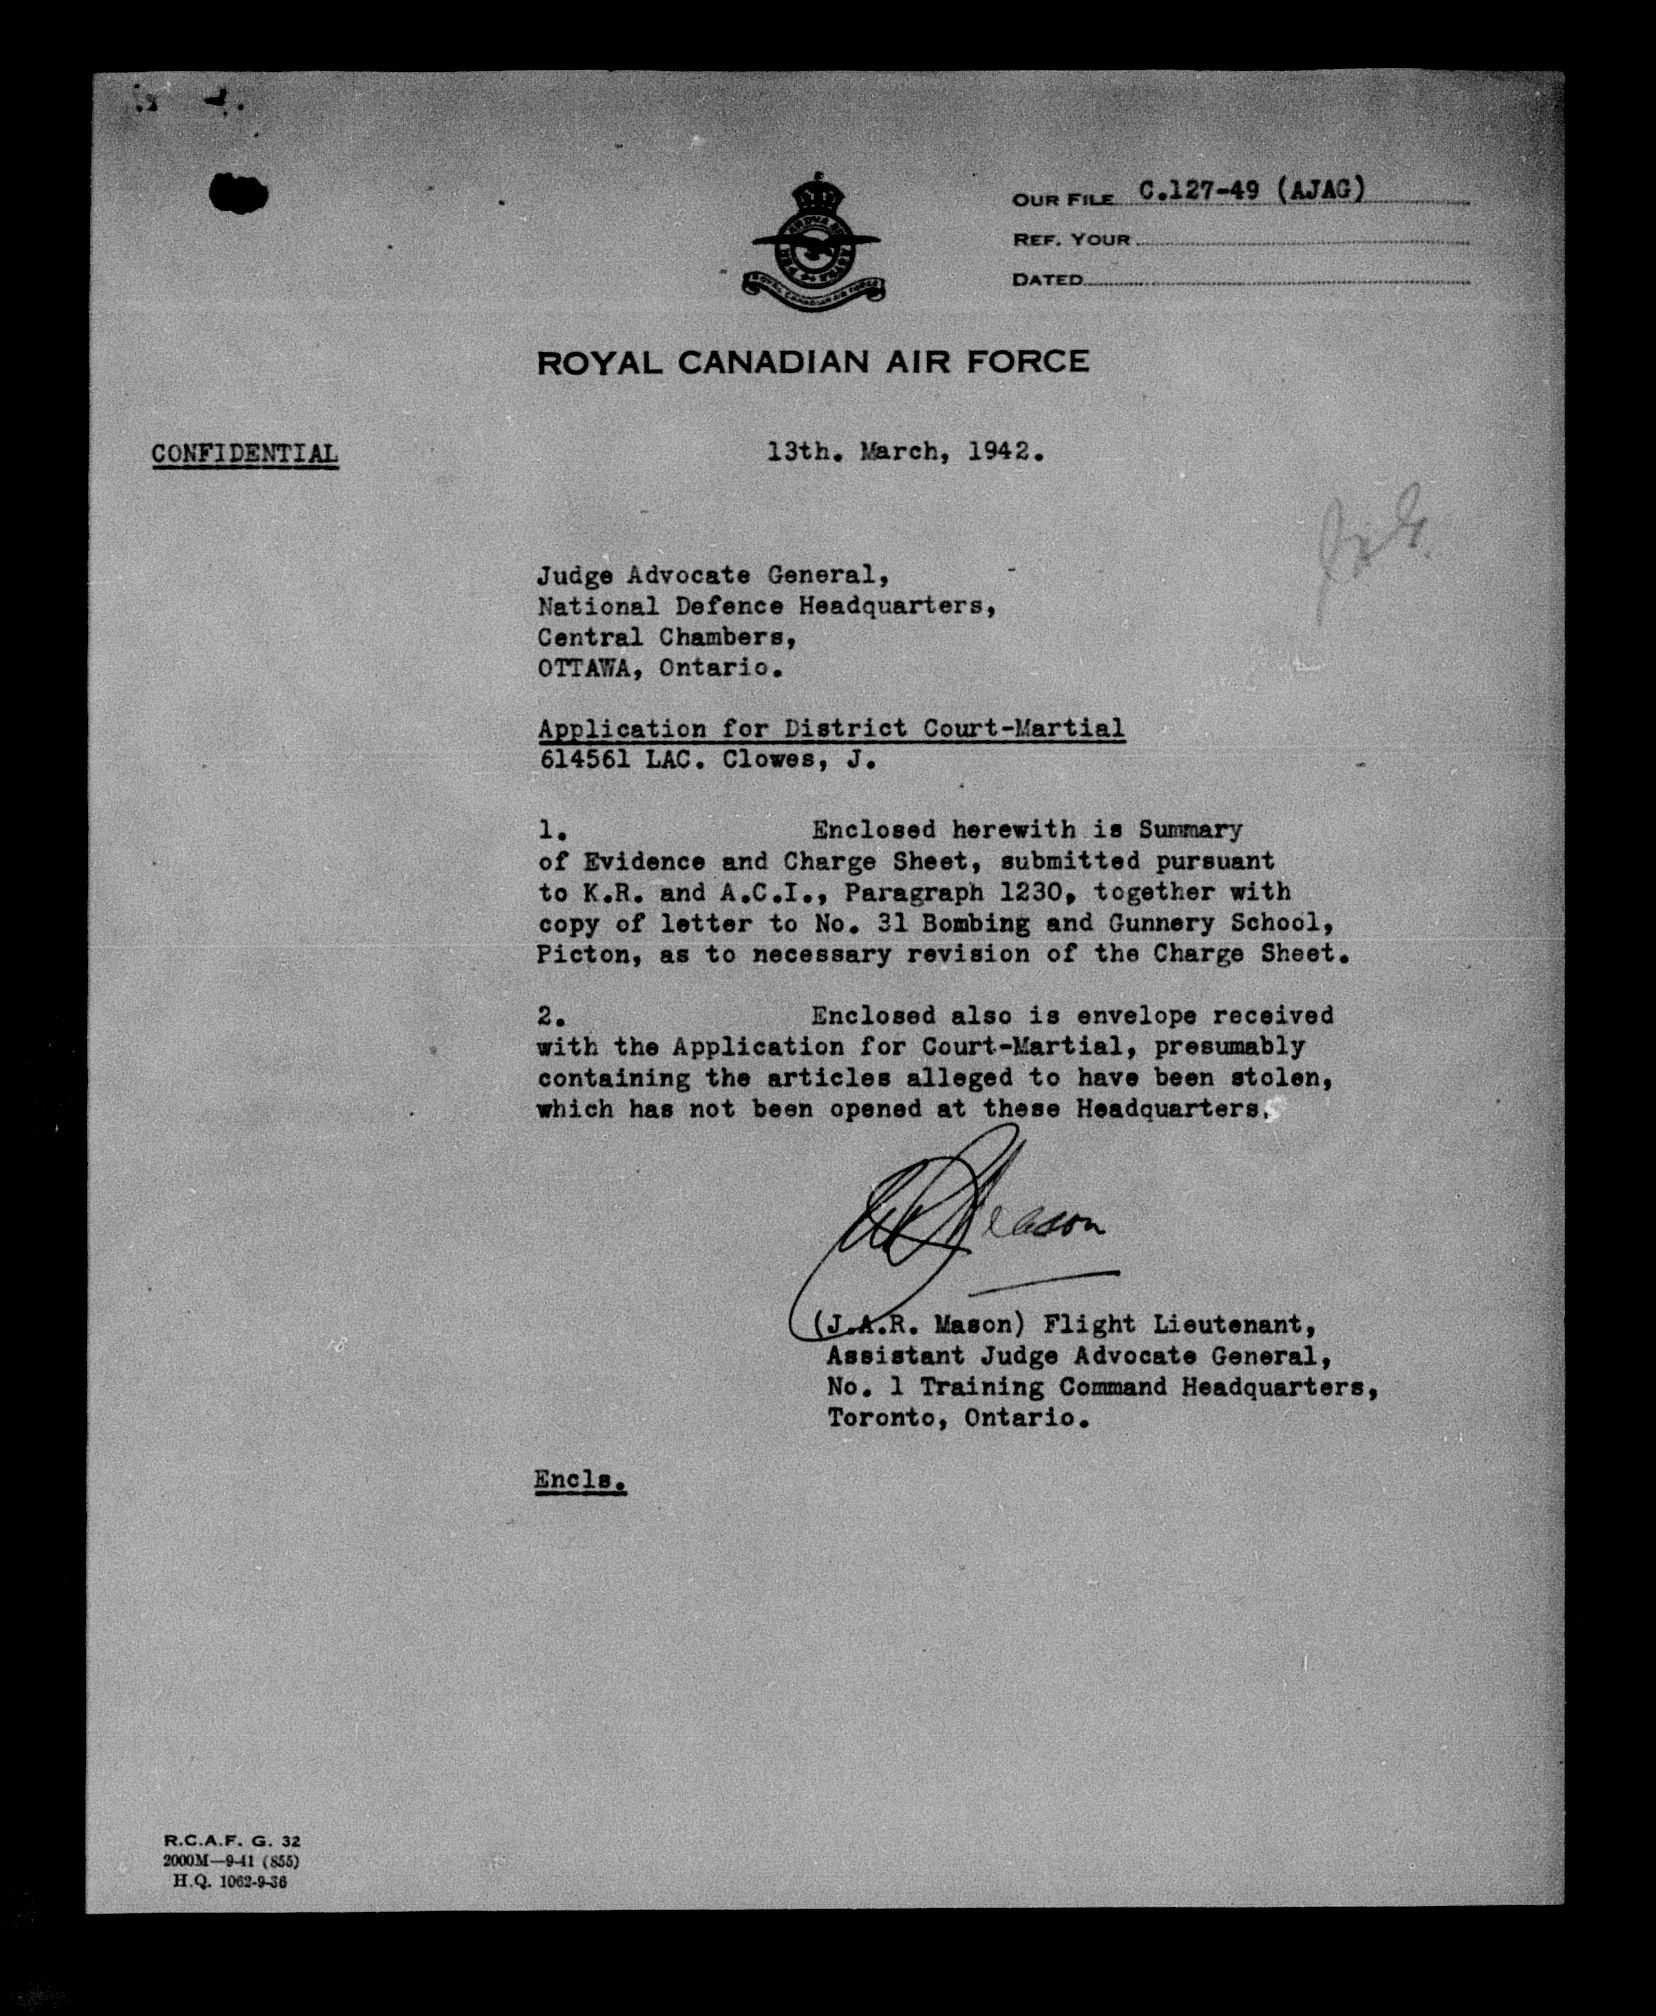 OUR FILE C.127-49 (AJAG)
REF. YOUR
DATED
ROYAL CANADIAN AIR FORCE
ROYAL CANADIAN AIR FORCE
CONFIDENTIAL
13th. March, 1942.
Judge Advocate General,
National Defence Headquarters,
Central Chambers,
OTTAWA, Ontario.
Application for District Court-Martial
614561 LAC. Clowes, J.
1. Enclosed herewith is Summary
of Evidence and Charge Sheet, submitted pursuant
to K.R. and A.C.I., Paragraph 1230, together with
copy of letter to No. 31 Bombing and Gunnery School,
Picton, as to necessary revision of the Charge Sheet.
2. Enclosed also is envelope received
with the Application for Court-Martial, presumably
containing the articles alleged to have been stolen,
which has not been opened at these Headquarters.
(J.A.R. Mason) Flight Lieutenant,
Assistant Judge Advocate General,
No. 1 Training Command Headquarters,
Toronto, Ontario.
Encls.
R.C.A.F. G. 32
2000M—9-41 (855)
H.Q. 1062-9-36